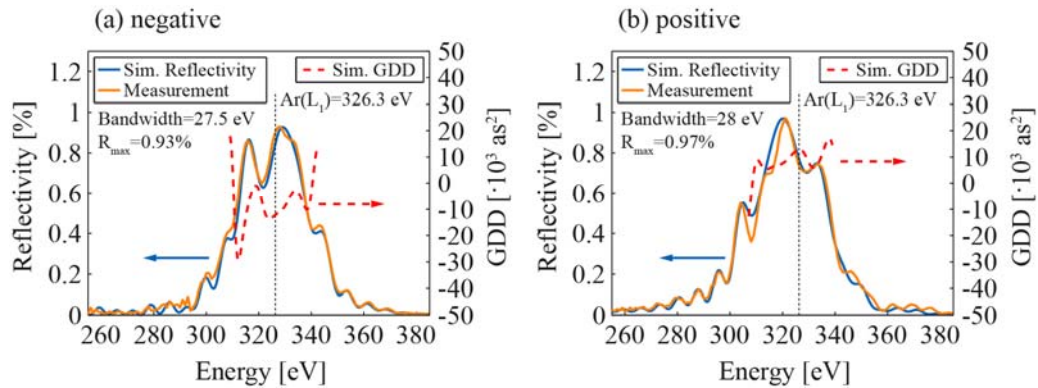 (a) negative
Sim. Reflectivity
Measurement
Sim. GDD
Bandwidth=27.5 eV
R_max=0.93%
Ar(L₁)=326.3 eV
Reflectivity [%]
1.2
1
0.8
0.6
0.4
0.2
0
GDD [·10³ as²]
50
40
30
20
10
0
-10
-20
-30
-40
-50
260 280 300 320 340 360 380
Energy [eV]
(b) positive
Sim. Reflectivity
Measurement
Sim. GDD
Bandwidth=28 eV
R_max=0.97%
Ar(L₁)=326.3 eV
Reflectivity [%]
1.2
1
0.8
0.6
0.4
0.2
0
GDD [·10³ as²]
50
40
30
20
10
0
-10
-20
-30
-40
-50
260 280 300 320 340 360 380
Energy [eV]